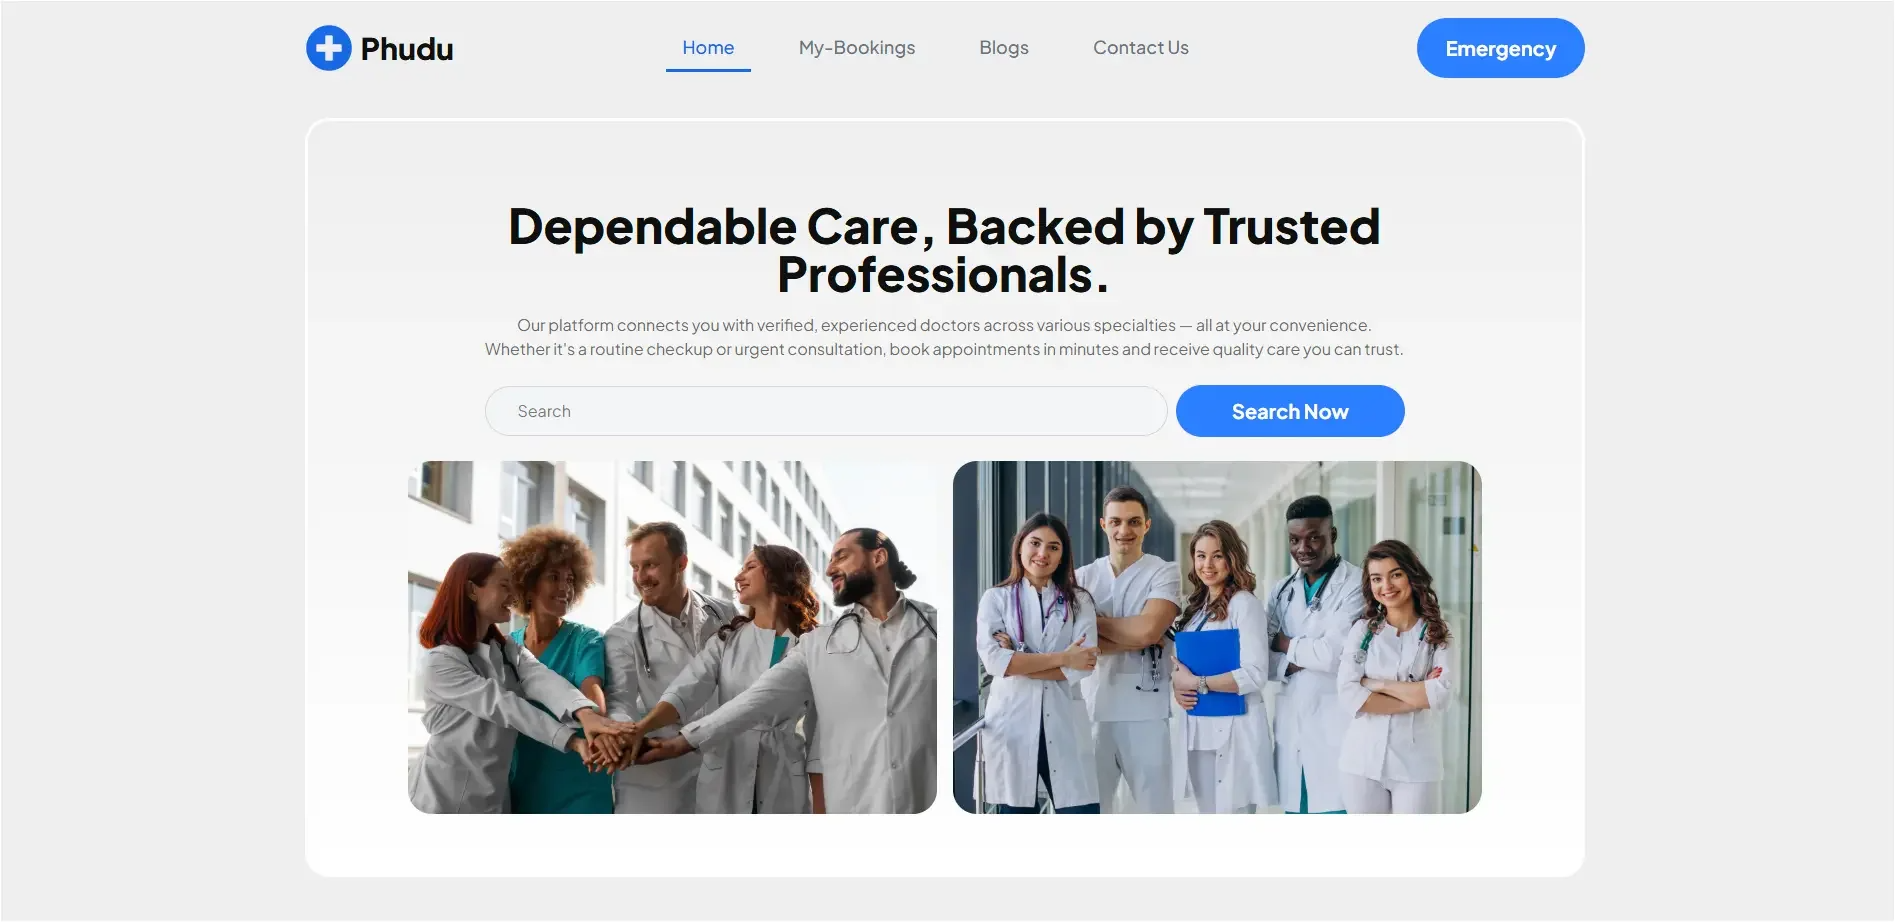 Phudu
Home
My-Bookings
Blogs
Contact Us
Emergency
Dependable Care, Backed by Trusted
Professionals.
Our platform connects you with verified, experienced doctors across various specialties — all at your convenience.
Whether it's a routine checkup or urgent consultation, book appointments in minutes and receive quality care you can trust.
Search
Search Now